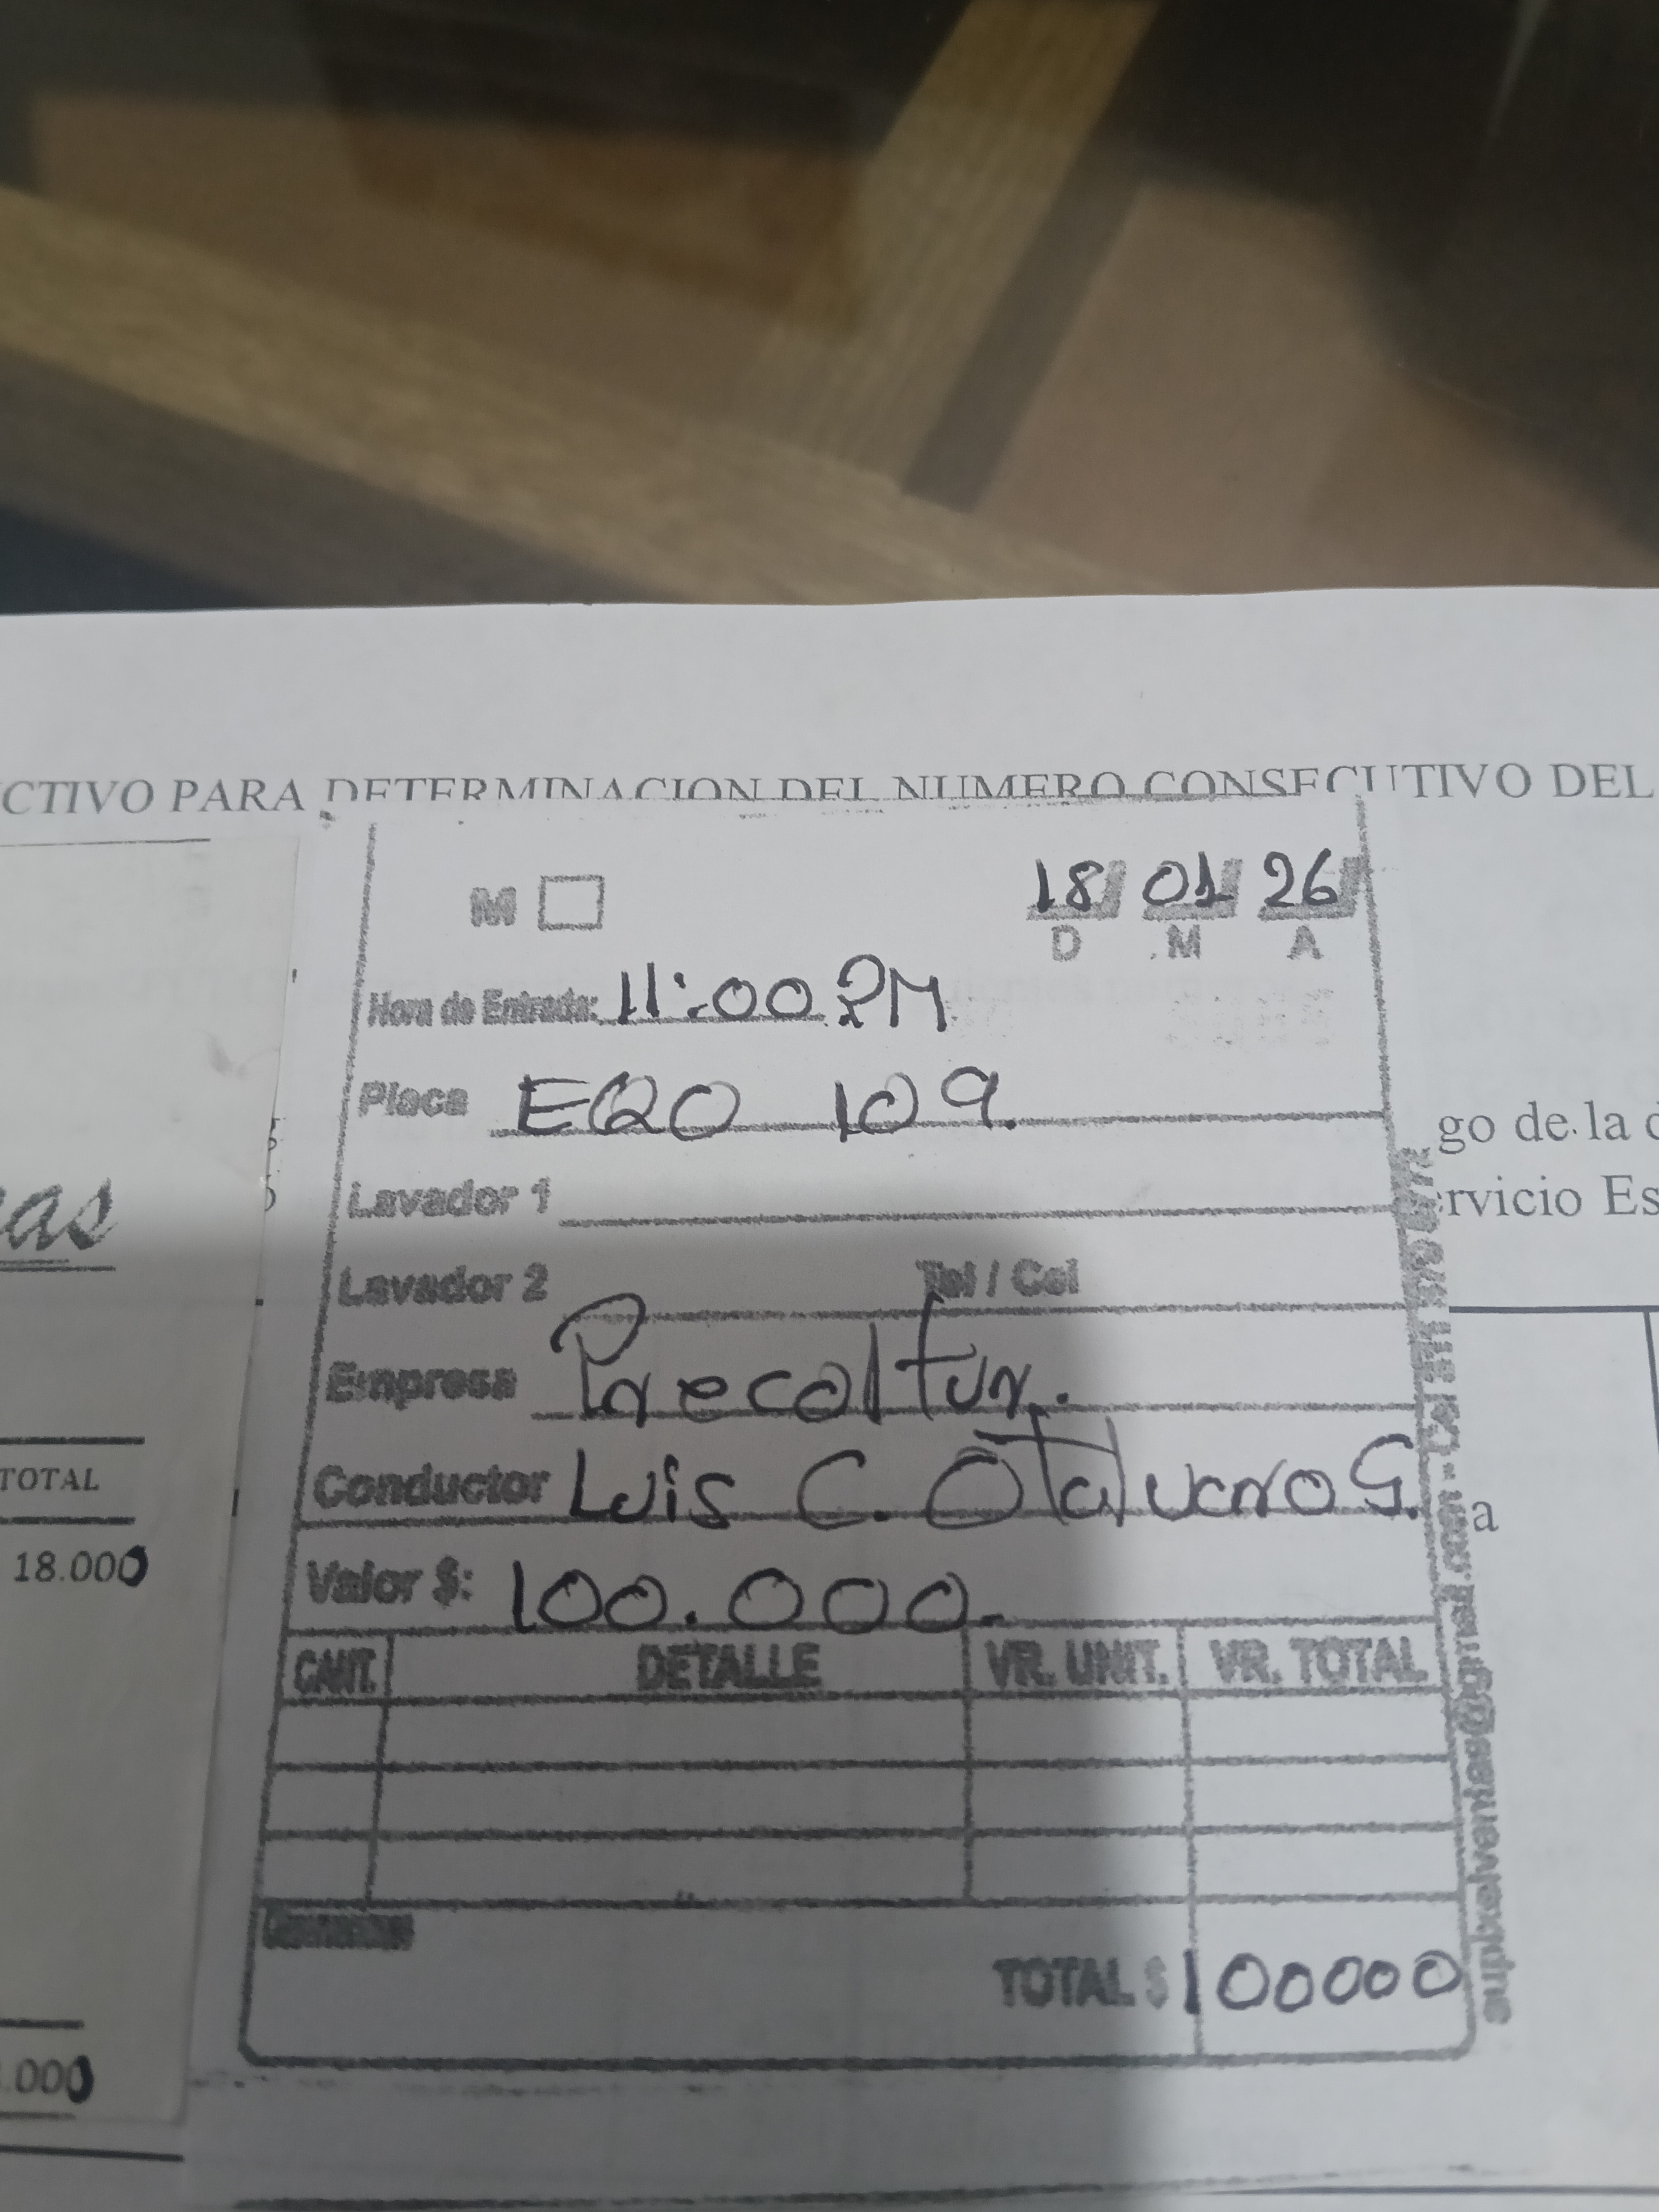 CTIVO PARA DETERMINACION DEL NUMERO CONSECUTIVO DEL
M 18 / 01 / 26
D M A
Hora de Entrada: 11:00 PM
Placa EQO 109.
go de la
Lavador 1
rvicio Es
as
Lavador 2 Tel / Cel
Empresa Precoltur.
Conductor Luis C. Otalvaro G.
a
TOTAL
18.000
Valor $: 100.000.
CANT. DETALLE VR. UNIT. VR. TOTAL
TOTAL $ 100000
.000